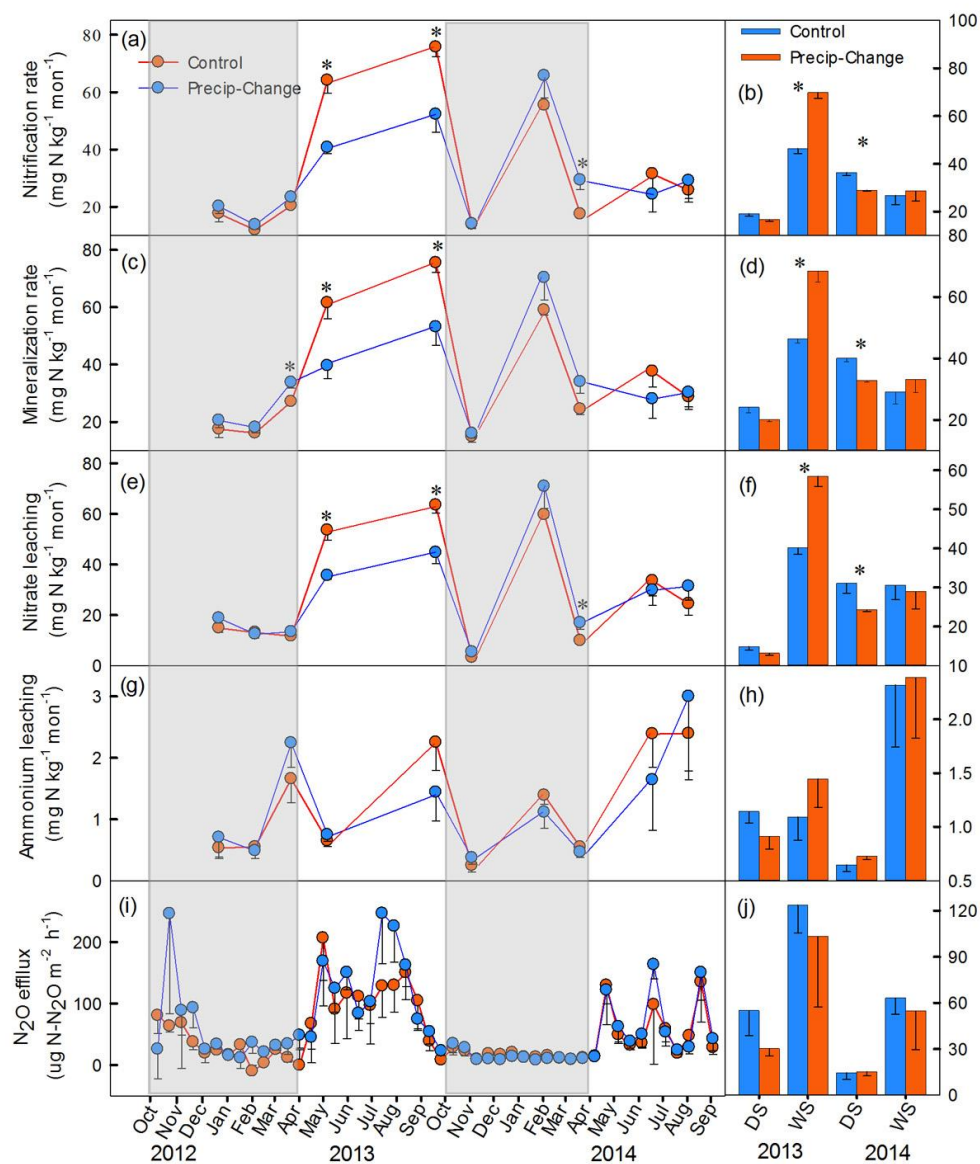 (a)
Control
Precip-Change
Nitrification rate
(mg N kg⁻¹ mon⁻¹)
80
60
40
20
*
*
*
Control
Precip-Change
(b)
*
*
100
80
60
40
20
(c)
Mineralization rate
(mg N kg⁻¹ mon⁻¹)
80
60
40
20
*
*
*
(d)
*
*
80
60
40
20
(e)
Nitrate leaching
(mg N kg⁻¹ mon⁻¹)
80
60
40
20
0
*
*
*
(f)
*
*
60
50
40
30
20
10
(g)
Ammonium leaching
(mg N kg⁻¹ mon⁻¹)
3
2
1
0
(h)
2.0
1.5
1.0
0.5
(i)
N₂O effilux
(ug N-N₂O m⁻² h⁻¹)
200
100
0
(j)
120
90
60
30
0
Oct Nov Dec Jan Feb Mar Apr May Jun Jul Aug Sep Oct Nov Dec Jan Feb Mar Apr May Jun Jul Aug Sep
2012 2013 2014
DS WS DS WS
2013 2014